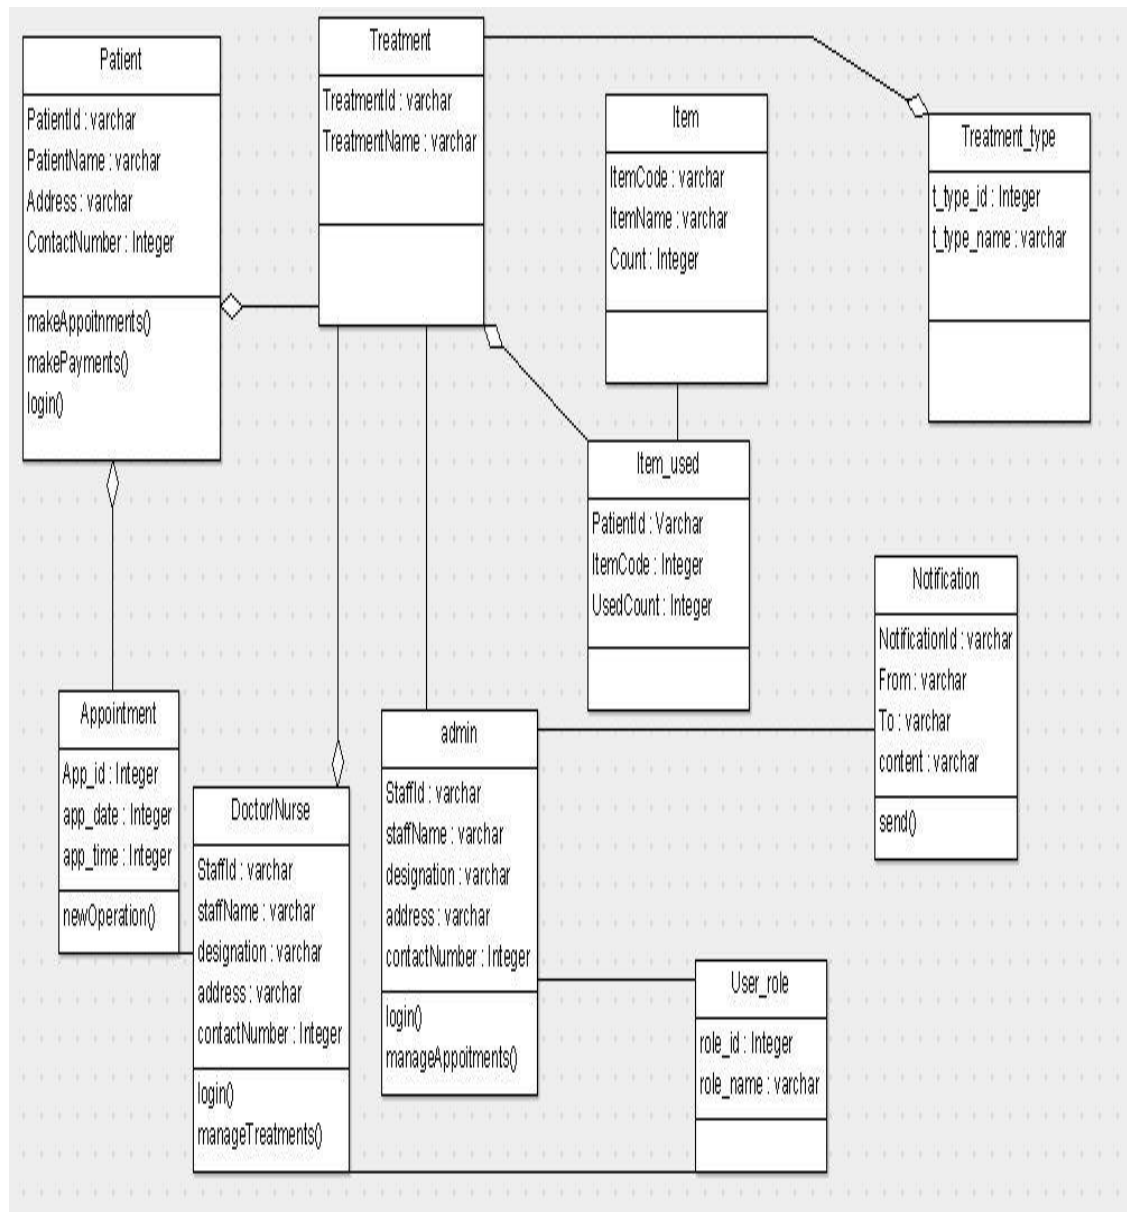 Patient
PatientId : varchar
PatientName : varchar
Address : varchar
ContactNumber : Integer
makeAppoitnments()
makePayments()
login()
Treatment
TreatmentId : varchar
TreatmentName : varchar
Item
ItemCode : varchar
ItemName : varchar
Count : Integer
Treatment_type
t_type_id : Integer
t_type_name : varchar
Item_used
PatientId : Varchar
ItemCode : Integer
UsedCount : Integer
Notification
NotificationId : varchar
From : varchar
To : varchar
content : varchar
send()
Appointment
App_id : Integer
app_date : Integer
app_time : Integer
newOperation()
Doctor/Nurse
StaffId : varchar
staffName : varchar
designation : varchar
address : varchar
contactNumber : Integer
login()
manageTreatments()
admin
StaffId : varchar
staffName : varchar
designation : varchar
address : varchar
contactNumber : Integer
login()
manageAppoitments()
User_role
role_id : Integer
role_name : varchar